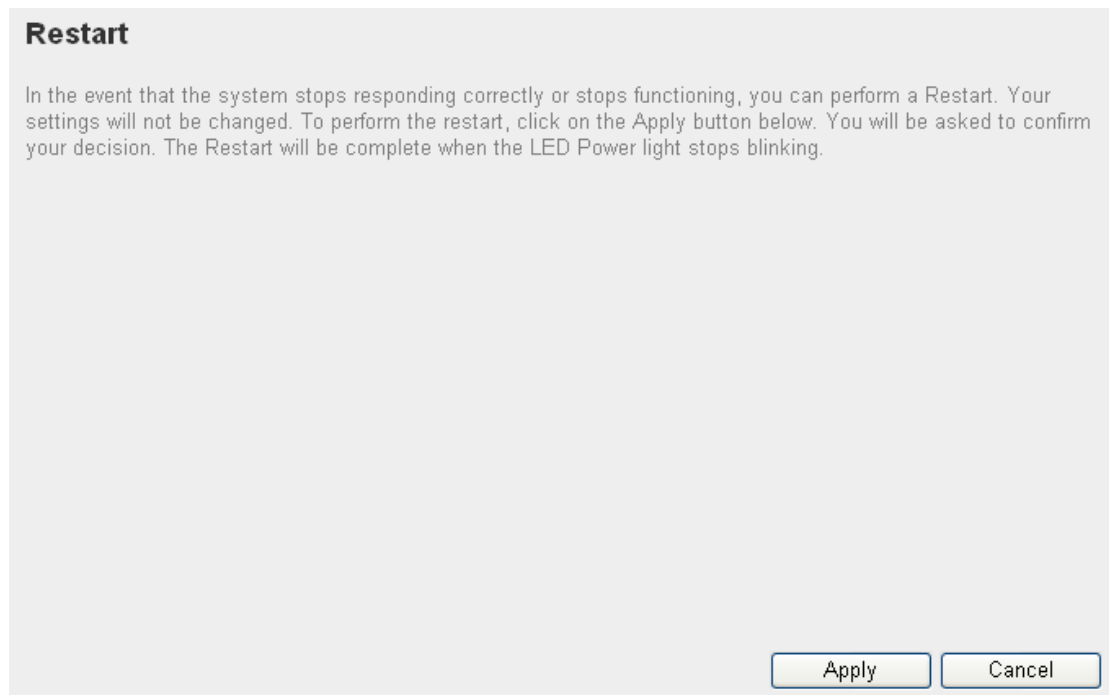 Restart
In the event that the system stops responding correctly or stops functioning, you can perform a Restart. Your
settings will not be changed. To perform the restart, click on the Apply button below. You will be asked to confirm
your decision. The Restart will be complete when the LED Power light stops blinking.
Apply Cancel